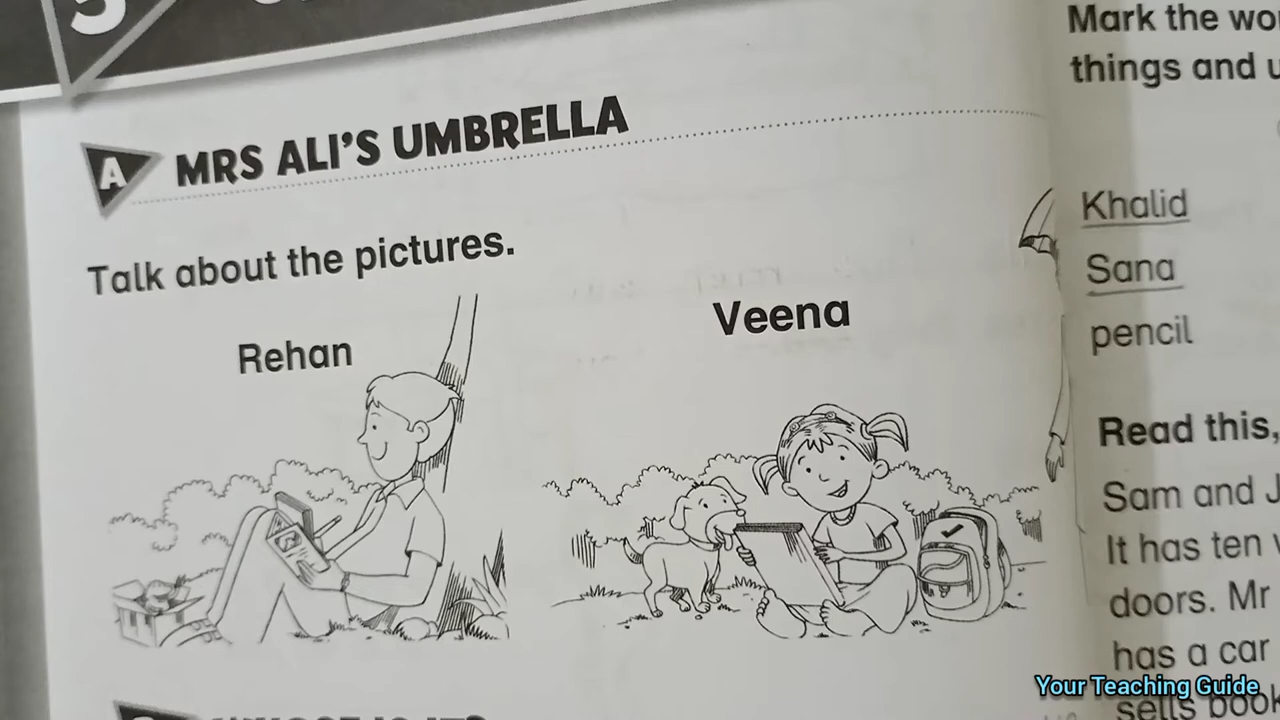 A MRS ALI'S UMBRELLA
Talk about the pictures.
Rehan
Veena
Mark the
things and
Khalid
Sana
pencil
Read this,
Sam and
It has ten
doors. Mr
has a car
sells
Your Teaching Guide